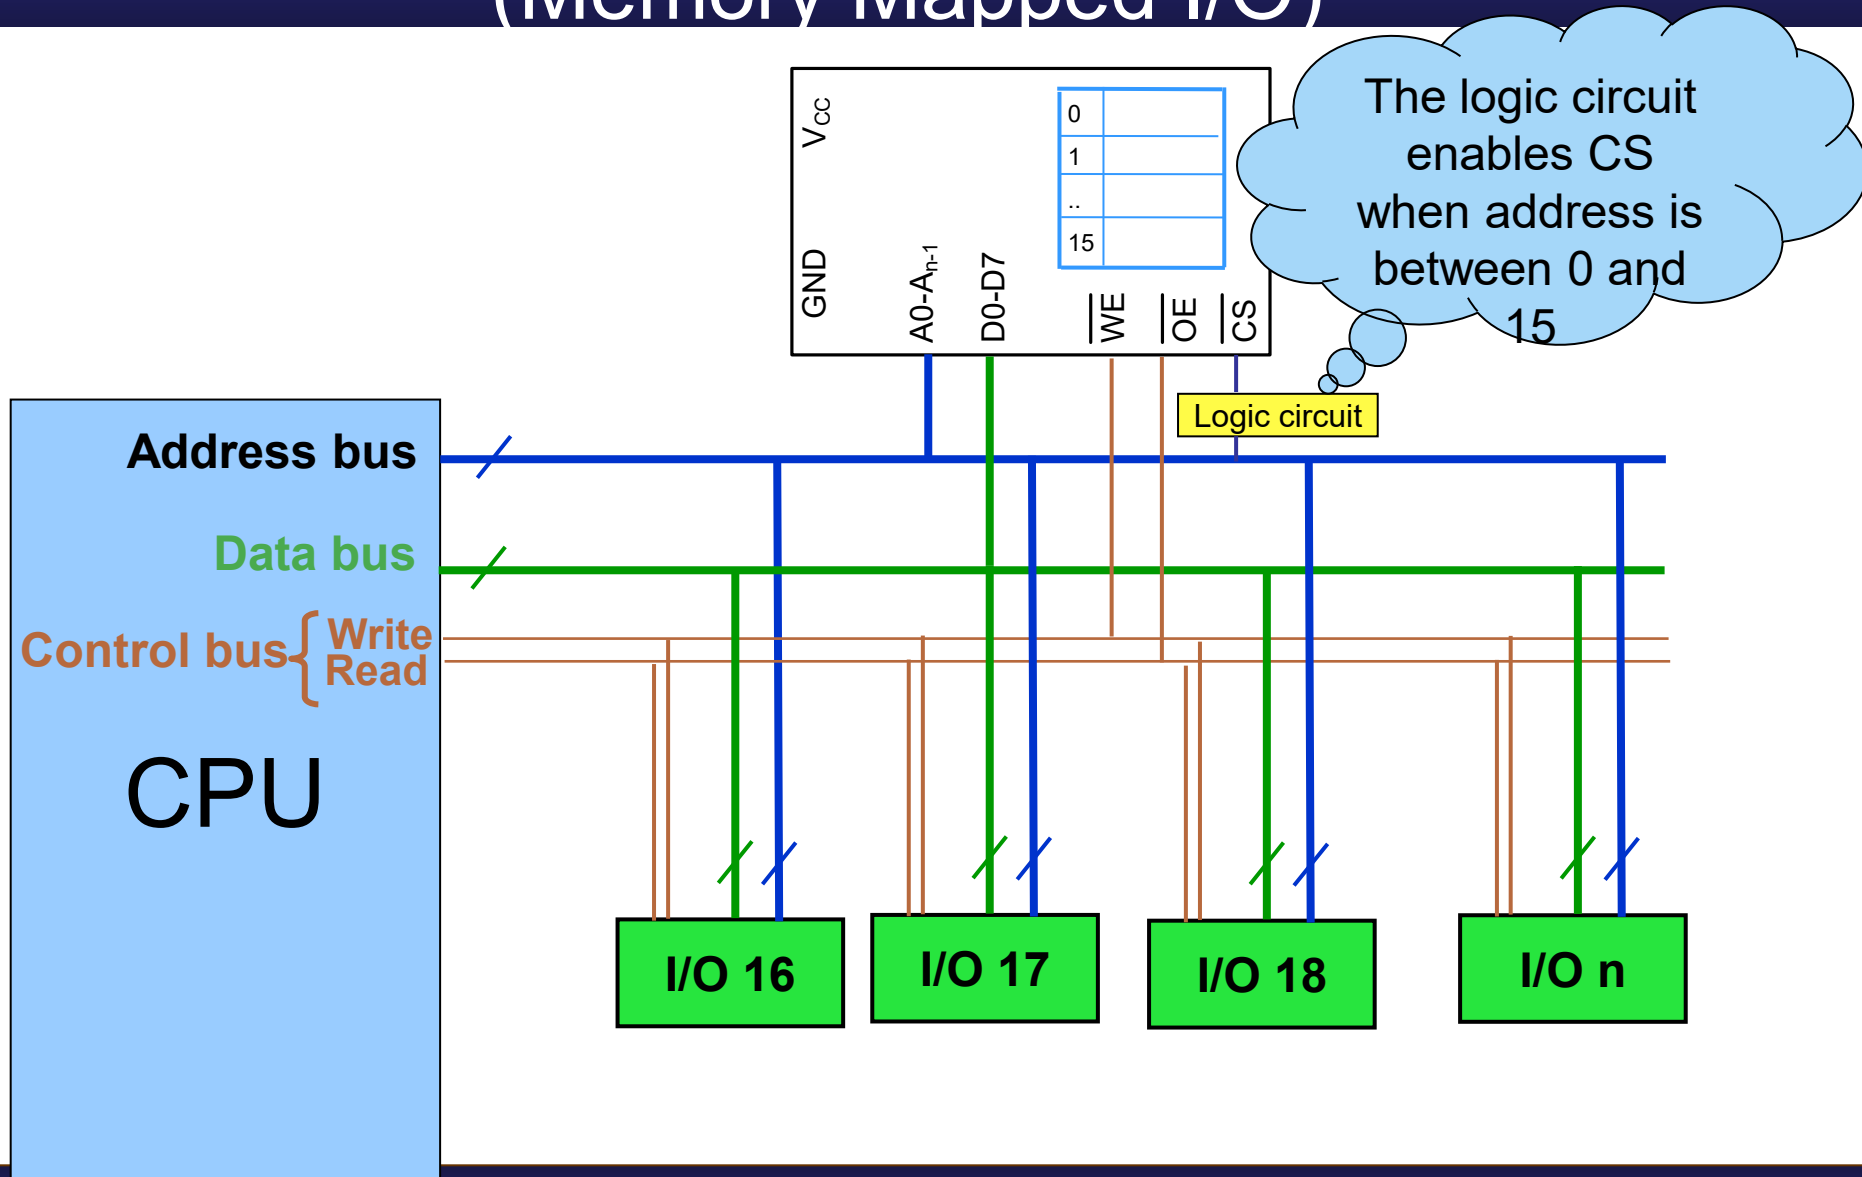 (Memory Mapped I/O)
The logic circuit
enables CS
when address is
between 0 and
15
VCC
GND
A0-An-1
D0-D7
WE
OE
CS
0
1
..
15
Logic circuit
Address bus
Data bus
Control bus
Write
Read
CPU
I/O 16
I/O 17
I/O 18
I/O n